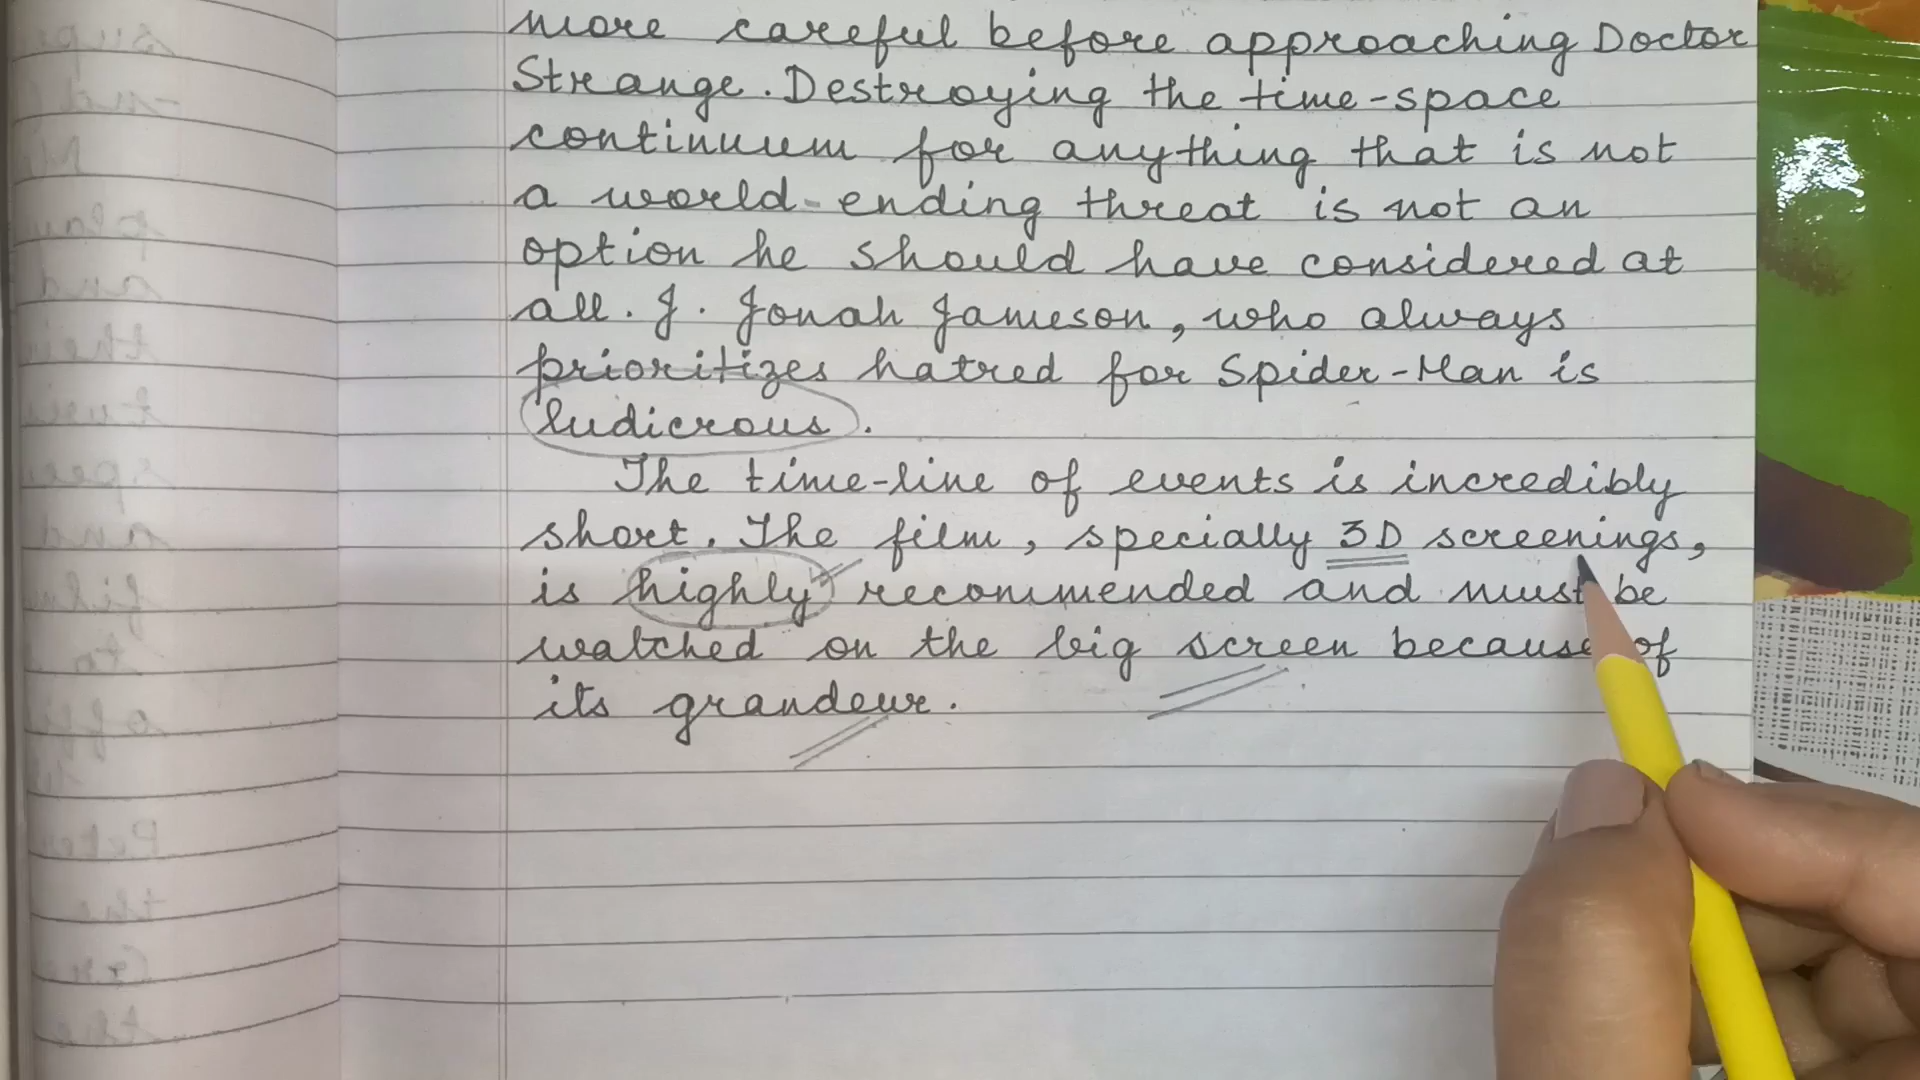 more careful before approaching Doctor
Strange. Destroying the time-space
continuum for anything that is not
a world-ending threat is not an
option he should have considered at
all. J. Jonah Jameson, who always
prioritizes hatred for Spider-Man is
ludicrous.
The time-line of events is incredibly
short. The film, specially 3D screenings,
is highly recommended and must be
watched on the big screen because of
its grandeur.